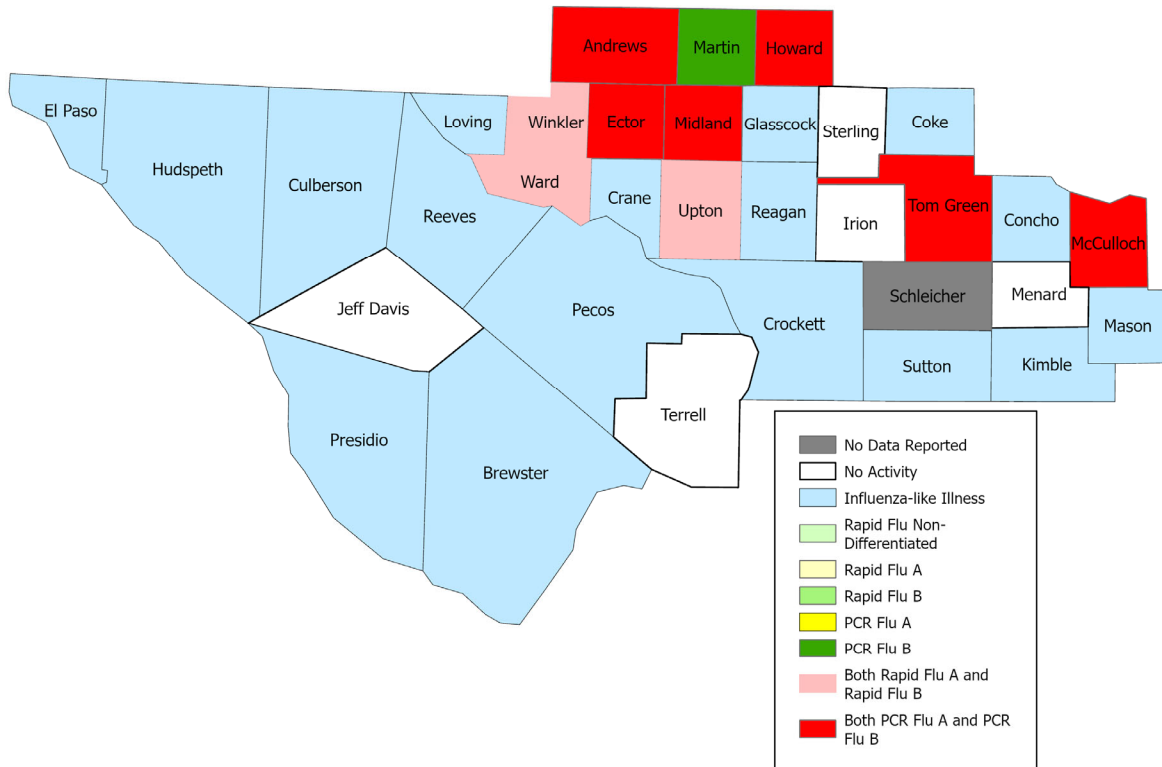 Andrews
Martin
Howard
El Paso
Loving
Winkler
Ector
Midland
Glasscock
Sterling
Coke
Hudspeth
Culberson
Ward
Reeves
Crane
Upton
Reagan
Irion
Tom Green
Concho
McCulloch
Jeff Davis
Pecos
Crockett
Schleicher
Menard
Mason
Sutton
Kimble
Terrell
Presidio
Brewster
No Data Reported
No Activity
Influenza-like Illness
Rapid Flu Non-
Differentiated
Rapid Flu A
Rapid Flu B
PCR Flu A
PCR Flu B
Both Rapid Flu A and
Rapid Flu B
Both PCR Flu A and PCR
Flu B